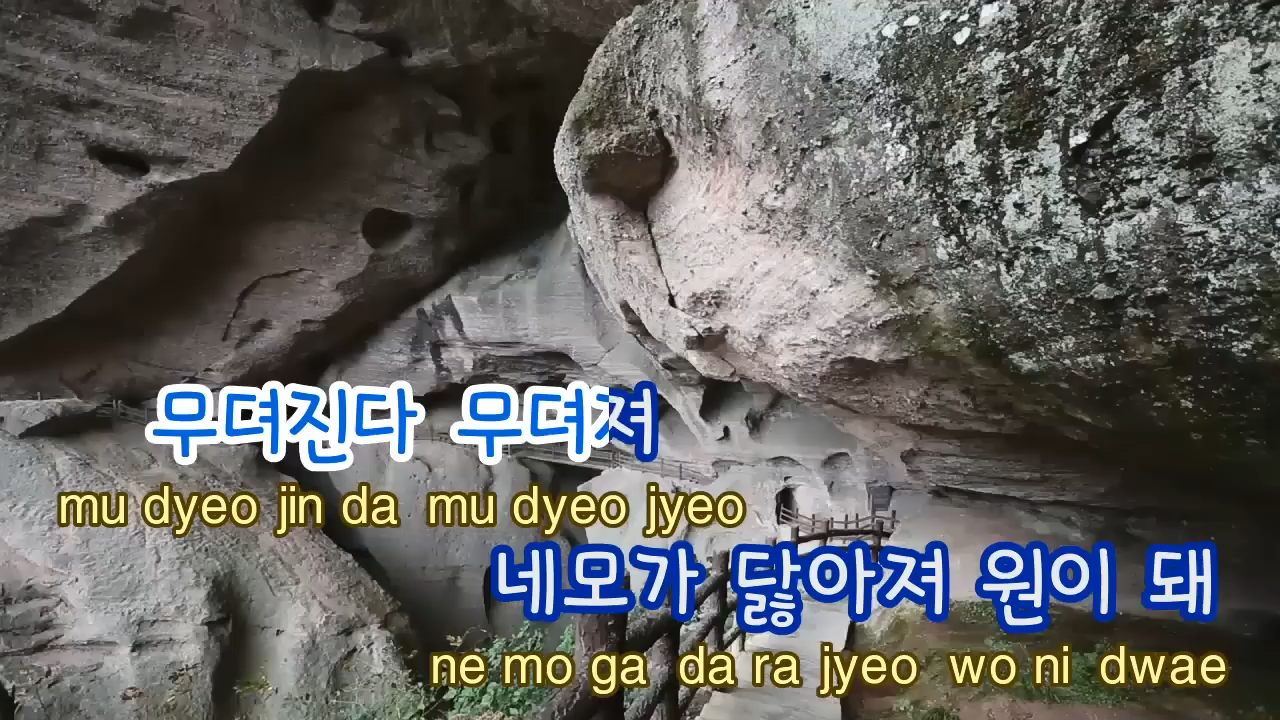 무뎌진다 무뎌져
mu dyeo jin da mu dyeo jyeo
네모가 닳아져 원이 돼
ne mo ga da ra jyeo wo ni dwae